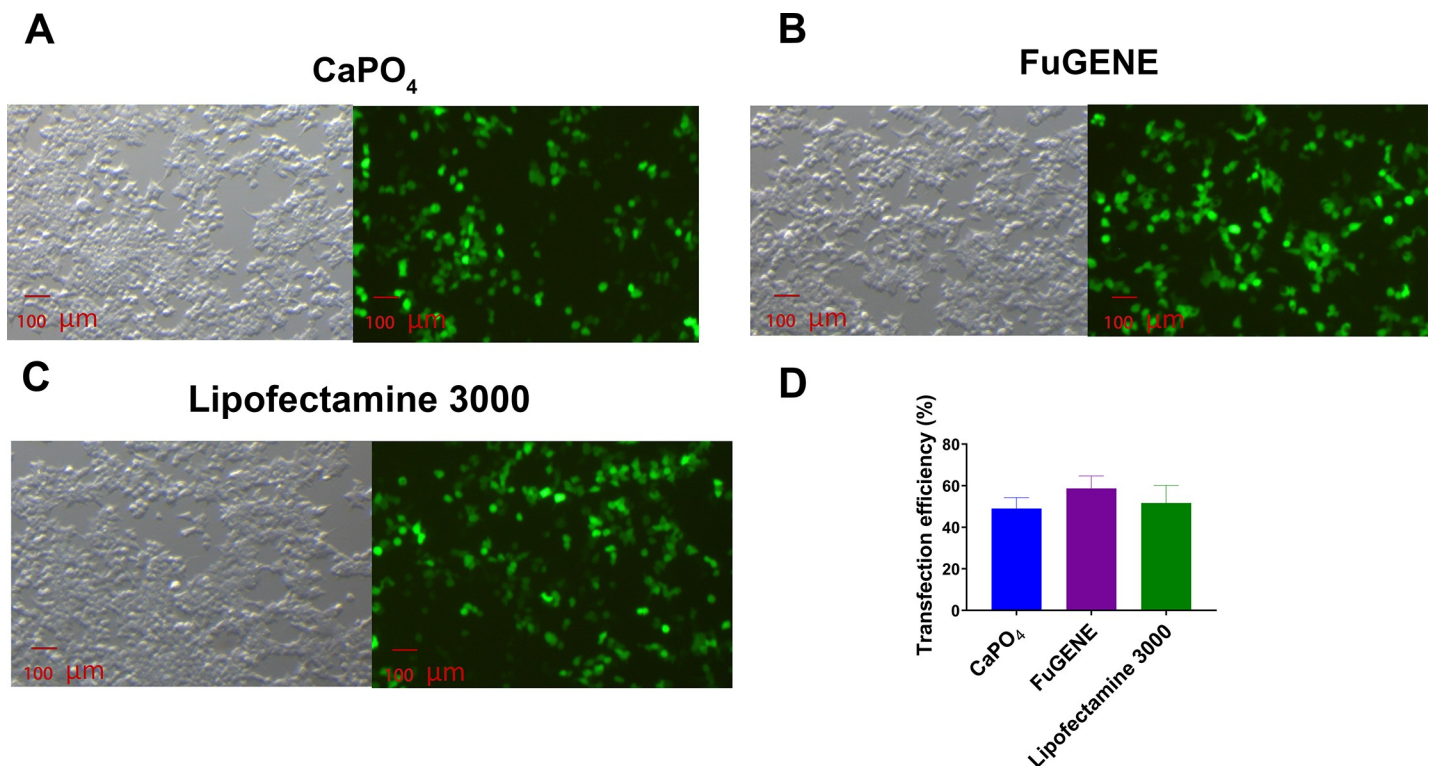 A
CaPO₄
100 μm
100 μm
B
FuGENE
100 μm
100 μm
C
Lipofectamine 3000
100 μm
100 μm
D
Transfection efficiency (%)
80
60
40
20
0
CaPO₄
FuGENE
Lipofectamine 3000